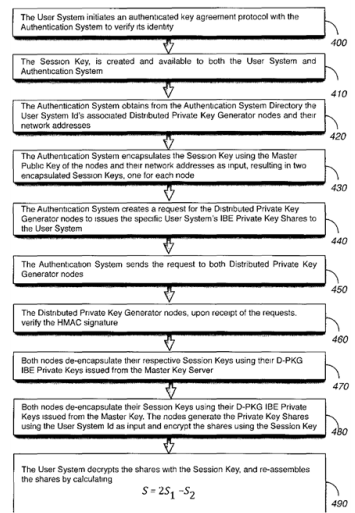 The User System initiates an authenticated key agreement protocol with the
Authentication System to verify its identity
400
The Session Key, is created and available to both the User System and
Authentication System
410
The Authentication System obtains from the Authentication System Directory the
User System Id's associated Distributed Private Key Generator nodes and their
network addresses
420
The Authentication System encapsulates the Session Key using the Master
Public Key of the nodes and their network addresses as input, resulting in two
encapsulated Session Keys, one for each node
430
The Authentication System creates a request for the Distributed Private Key
Generator nodes to issues the specific User System's IBE Private Key Shares to
the User System
440
The Authentication System sends the request to both Distributed Private Key
Generator nodes
450
The Distributed Private Key Generator nodes, upon receipt of the requests,
verify the HMAC signature
460
Both nodes de-encapsulate their respective Session Keys using their D-PKG
IBE Private Keys issued from the Master Key Server
470
Both nodes de-encapsulate their Session Keys using their D-PKG IBE Private
Keys issued from the Master Key. The nodes generate the Private Key Shares
using the User System Id as input and encrypt the shares using the Session Key
480
The User System decrypts the shares with the Session Key, and re-assembles
the shares by calculating
S = 2S1 -S2
490